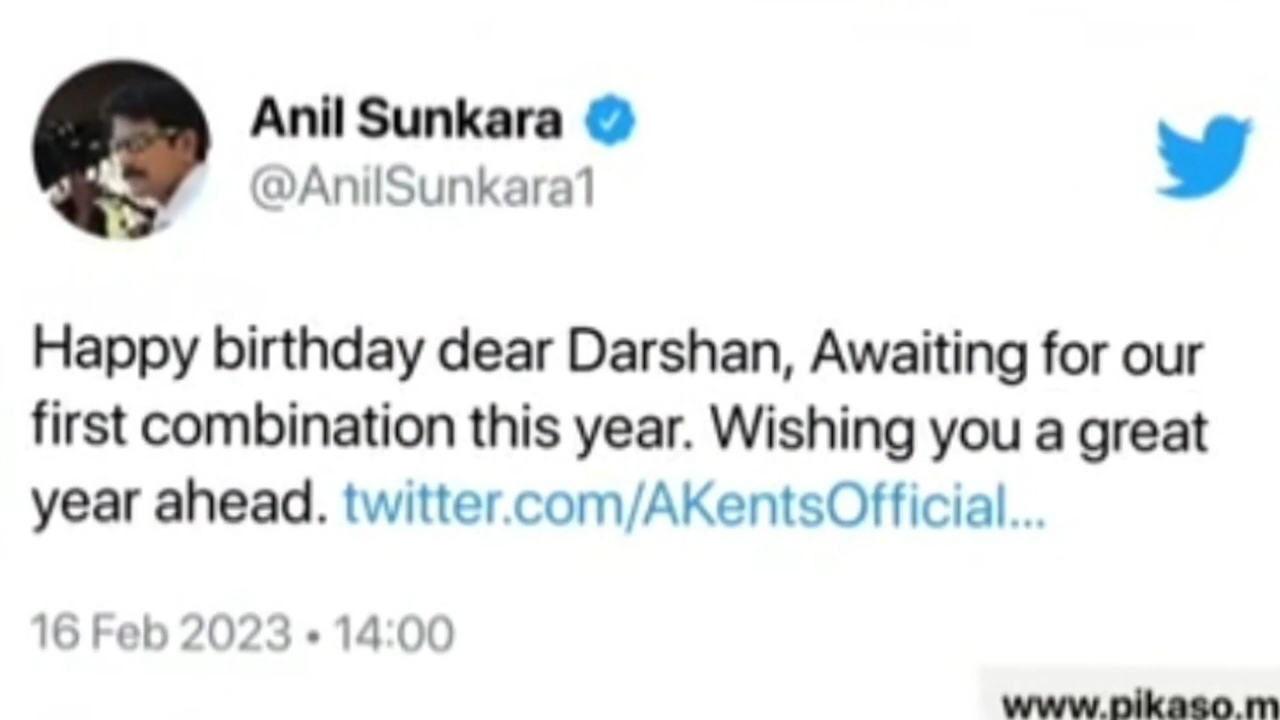 Anil Sunkara
@AnilSunkara1
Happy birthday dear Darshan, Awaiting for our
first combination this year. Wishing you a great
year ahead. twitter.com/AKentsOfficial...
16 Feb 2023 • 14:00
www.pikaso.m